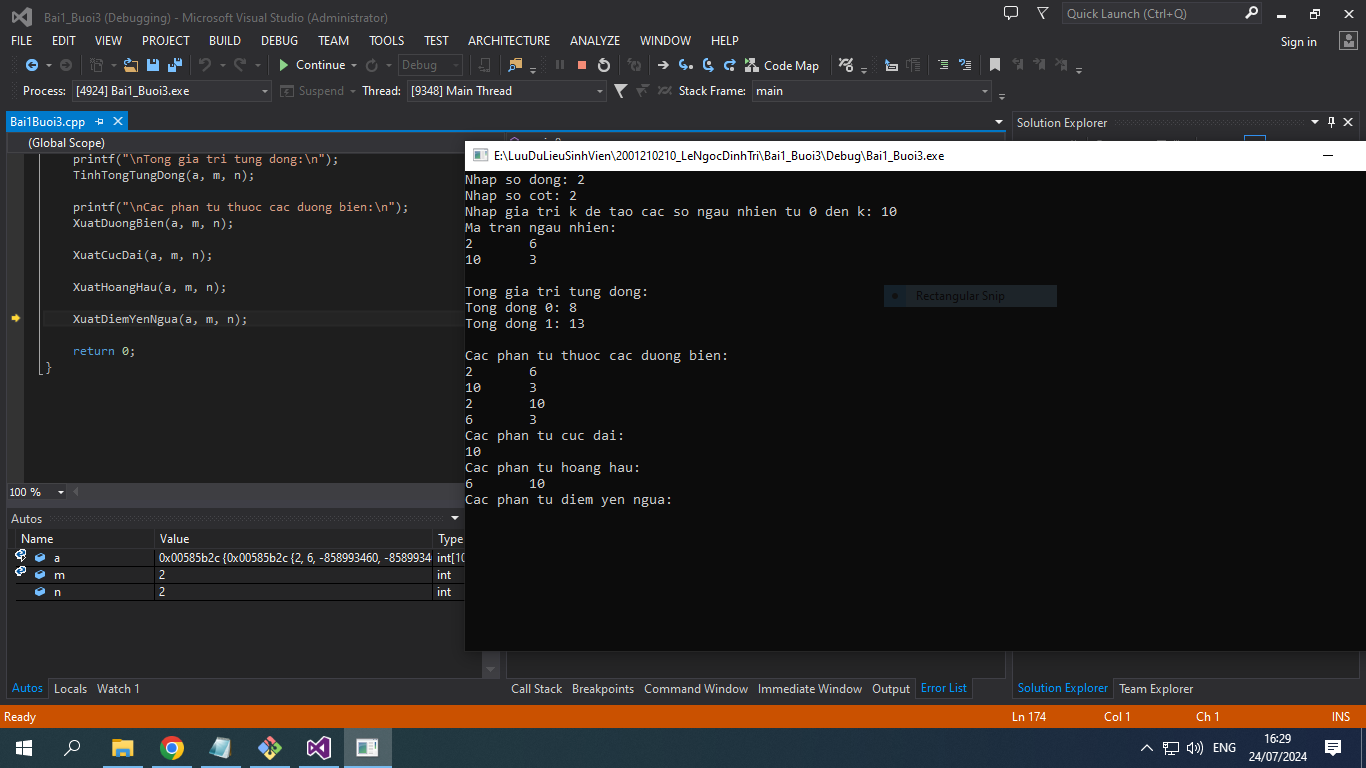 Bai1_Buoi3 (Debugging) - Microsoft Visual Studio (Administrator)
Quick Launch (Ctrl+Q)
FILE EDIT VIEW PROJECT BUILD DEBUG TEAM TOOLS TEST ARCHITECTURE ANALYZE WINDOW HELP
Sign in
Continue Debug Code Map
Process: [4924] Bai1_Buoi3.exe Suspend Thread: [9348] Main Thread Stack Frame: main
Bai1Buoi3.cpp
Solution Explorer
(Global Scope)
printf("\nTong gia tri tung dong:\n");
TinhTongTungDong(a, m, n);
printf("\nCac phan tu thuoc cac duong bien:\n");
XuatDuongBien(a, m, n);
XuatCucDai(a, m, n);
XuatHoangHau(a, m, n);
XuatDiemYenNgua(a, m, n);
return 0;
}
100 %
E:\LuuDuLieuSinhVien\2001210210_LeNgocDinhTri\Bai1_Buoi3\Debug\Bai1_Buoi3.exe
Nhap so dong: 2
Nhap so cot: 2
Nhap gia tri k de tao cac so ngau nhien tu 0 den k: 10
Ma tran ngau nhien:
2 6
10 3
Tong gia tri tung dong:
Tong dong 0: 8
Tong dong 1: 13
Cac phan tu thuoc cac duong bien:
2 6
10 3
2 10
6 3
Cac phan tu cuc dai:
10
Cac phan tu hoang hau:
6 10
Cac phan tu diem yen ngua:
Rectangular Snip
Autos
Name Value Type
a 0x00585b2c {0x00585b2c {2, 6, -858993460, -8589934 int[10
m 2 int
n 2 int
Autos Locals Watch 1
Call Stack Breakpoints Command Window Immediate Window Output Error List
Solution Explorer Team Explorer
Ready Ln 174 Col 1 Ch 1 INS
ENG
16:29
24/07/2024